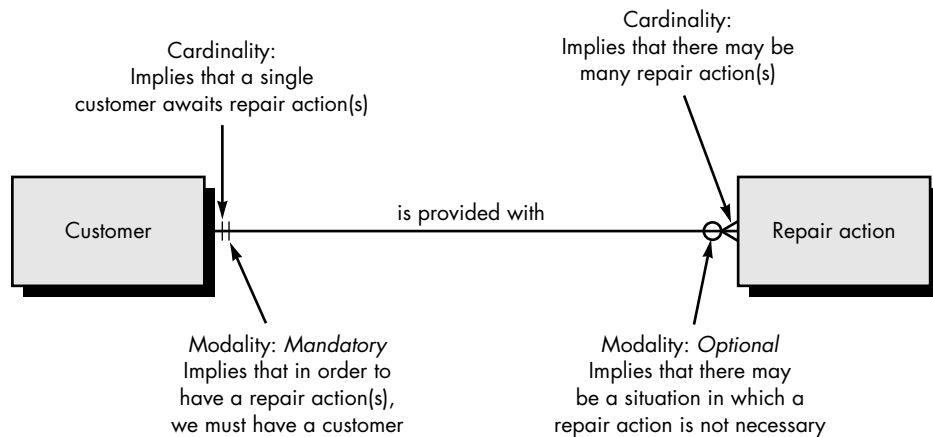 Cardinality:
Implies that a single
customer awaits repair action(s)
Cardinality:
Implies that there may be
many repair action(s)
Customer
is provided with
Repair action
Modality: Mandatory
Implies that in order to
have a repair action(s),
we must have a customer
Modality: Optional
Implies that there may
be a situation in which a
repair action is not necessary